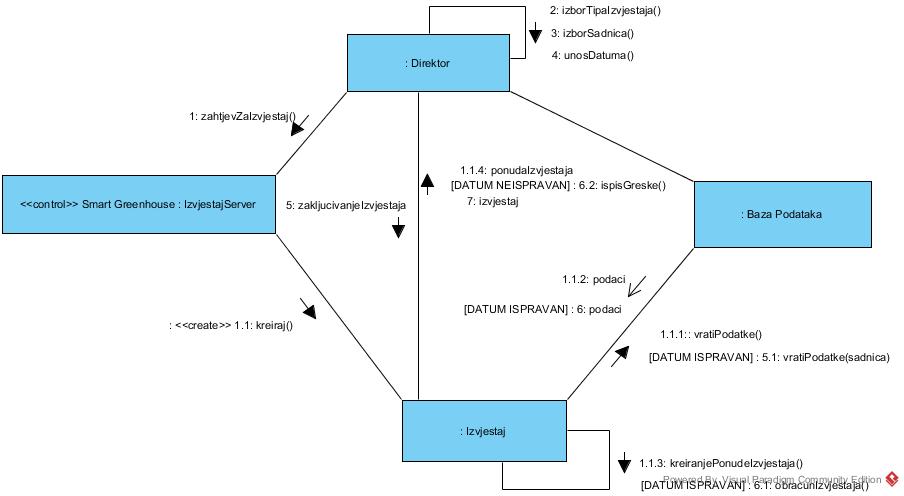 2: izborTipaIzvjestaja()
3: izborSadnica()
4: unosDatuma()
: Direktor
1: zahtjevZaIzvjestaj()
<<control>> Smart Greenhouse : IzvjestajServer
1.1.4: ponudaIzvjestaja
[DATUM NEISPRAVAN] : 6.2: ispisGreske()
7: izvjestaj
5: zakljucivanjeIzvjestaja
: Baza Podataka
1.1.2: podaci
[DATUM ISPRAVAN] : 6: podaci
: <<create>> 1.1: kreiraj()
1.1.1: : vratiPodatke()
[DATUM ISPRAVAN] : 5.1: vratiPodatke(sadnica)
: Izvjestaj
1.1.3: kreiranjePonudeIzvjestaja()
Powered By Visual Paradigm Community Edition
[DATUM ISPRAVAN] : 6.1: obracunIzvjestaja()